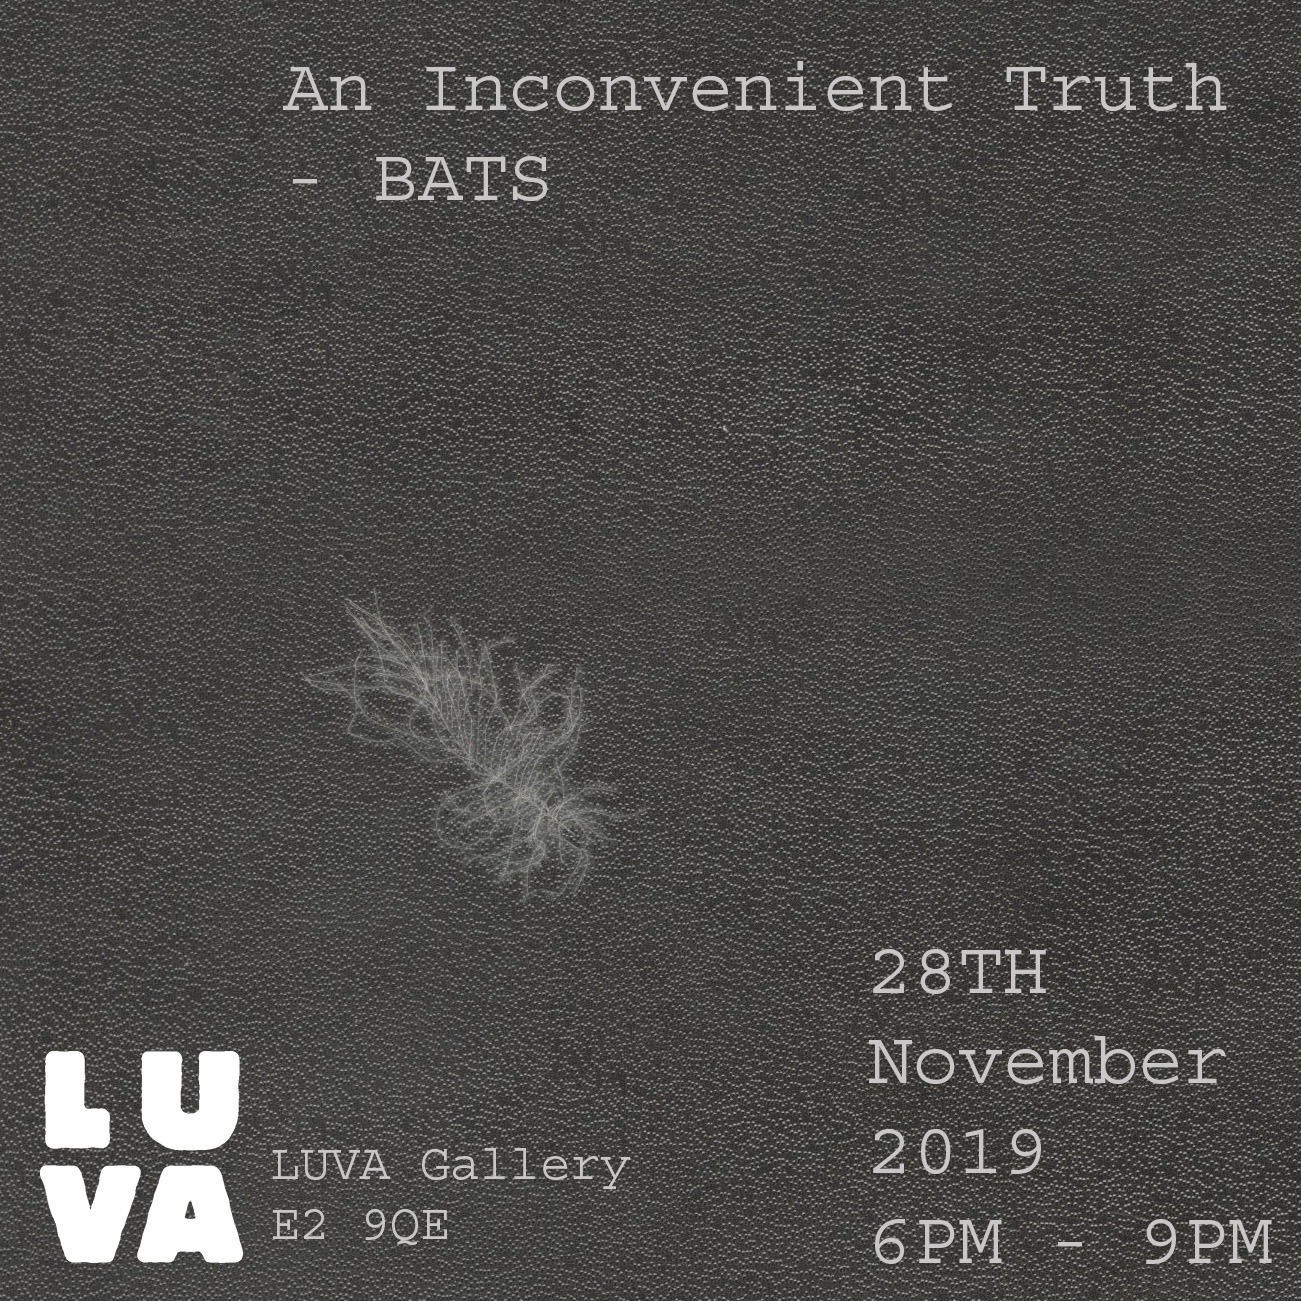 An Inconvenient Truth
- BATS
28TH
November
2019
6PM - 9PM
LU
VA
LUVA Gallery
E2 9QE